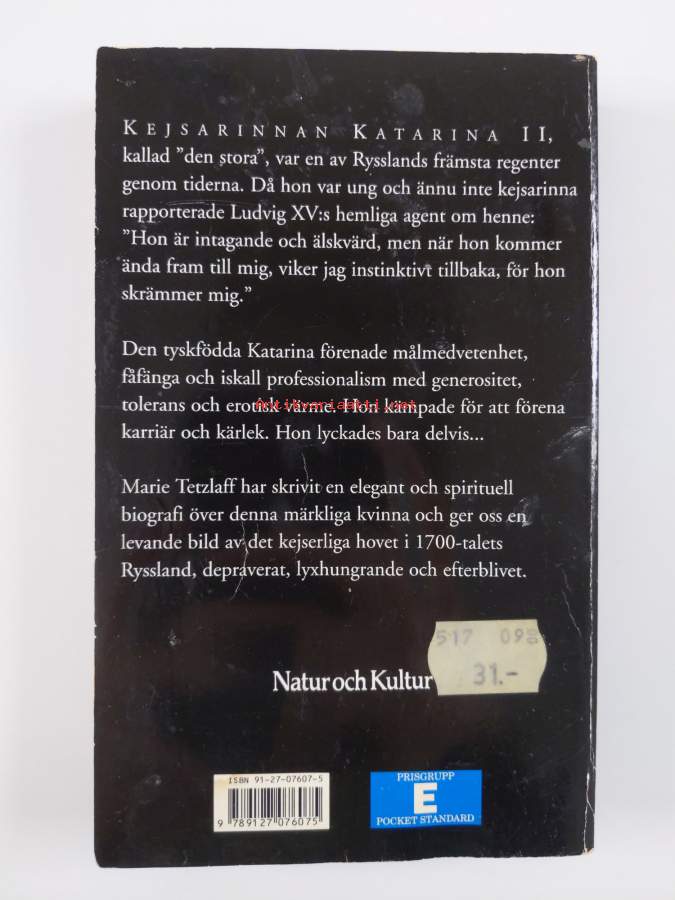 KEJSARINNAN KATARINA II,
kallad ”den stora”, var en av Rysslands främsta regenter
genom tiderna. Då hon var ung och ännu inte kejsarinna
rapporterade Ludvig XV:s hemliga agent om henne:
”Hon är intagande och älskvärd, men när hon kommer
ända fram till mig, viker jag instinktivt tillbaka, för hon
skrämmer mig.”
Den tyskfödda Katarina förenade målmedvetenhet,
fåfänga och iskall professionalism med generositet,
tolerans och erotisk värme. Hon kämpade för att förena
Antikvariaatti.net
karriär och kärlek. Hon lyckades bara delvis...
Marie Tetzlaff har skrivit en elegant och spirituell
biografi över denna märkliga kvinna och ger oss en
levande bild av det kejserliga hovet i 1700-talets
Ryssland, depraverat, lyxhungrande och efterblivet.
517 09
31.-
Natur och Kultur
ISBN 91-27-07607-5
9 789127 076075
PRISGRUPP
E
POCKET STANDARD